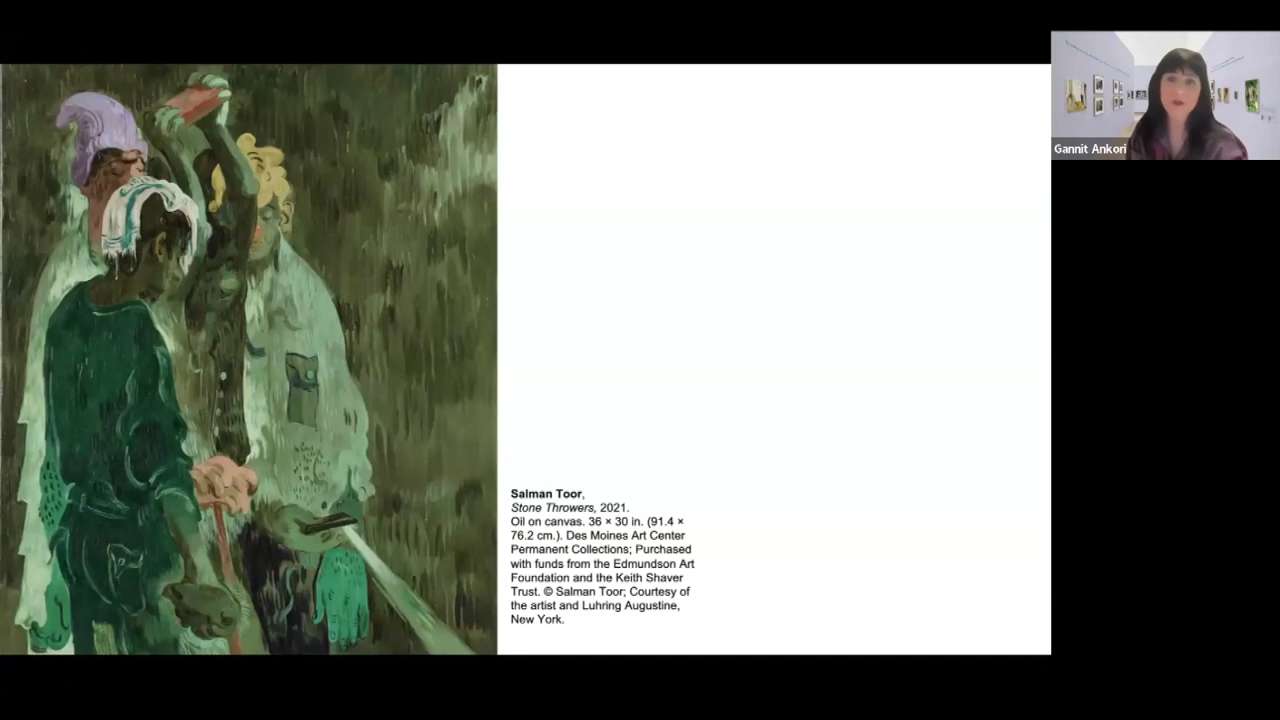 Gannit Ankori
Salman Toor,
Stone Throwers, 2021.
Oil on canvas. 36 × 30 in. (91.4 ×
76.2 cm.). Des Moines Art Center
Permanent Collections; Purchased
with funds from the Edmundson Art
Foundation and the Keith Shaver
Trust. © Salman Toor; Courtesy of
the artist and Luhring Augustine,
New York.